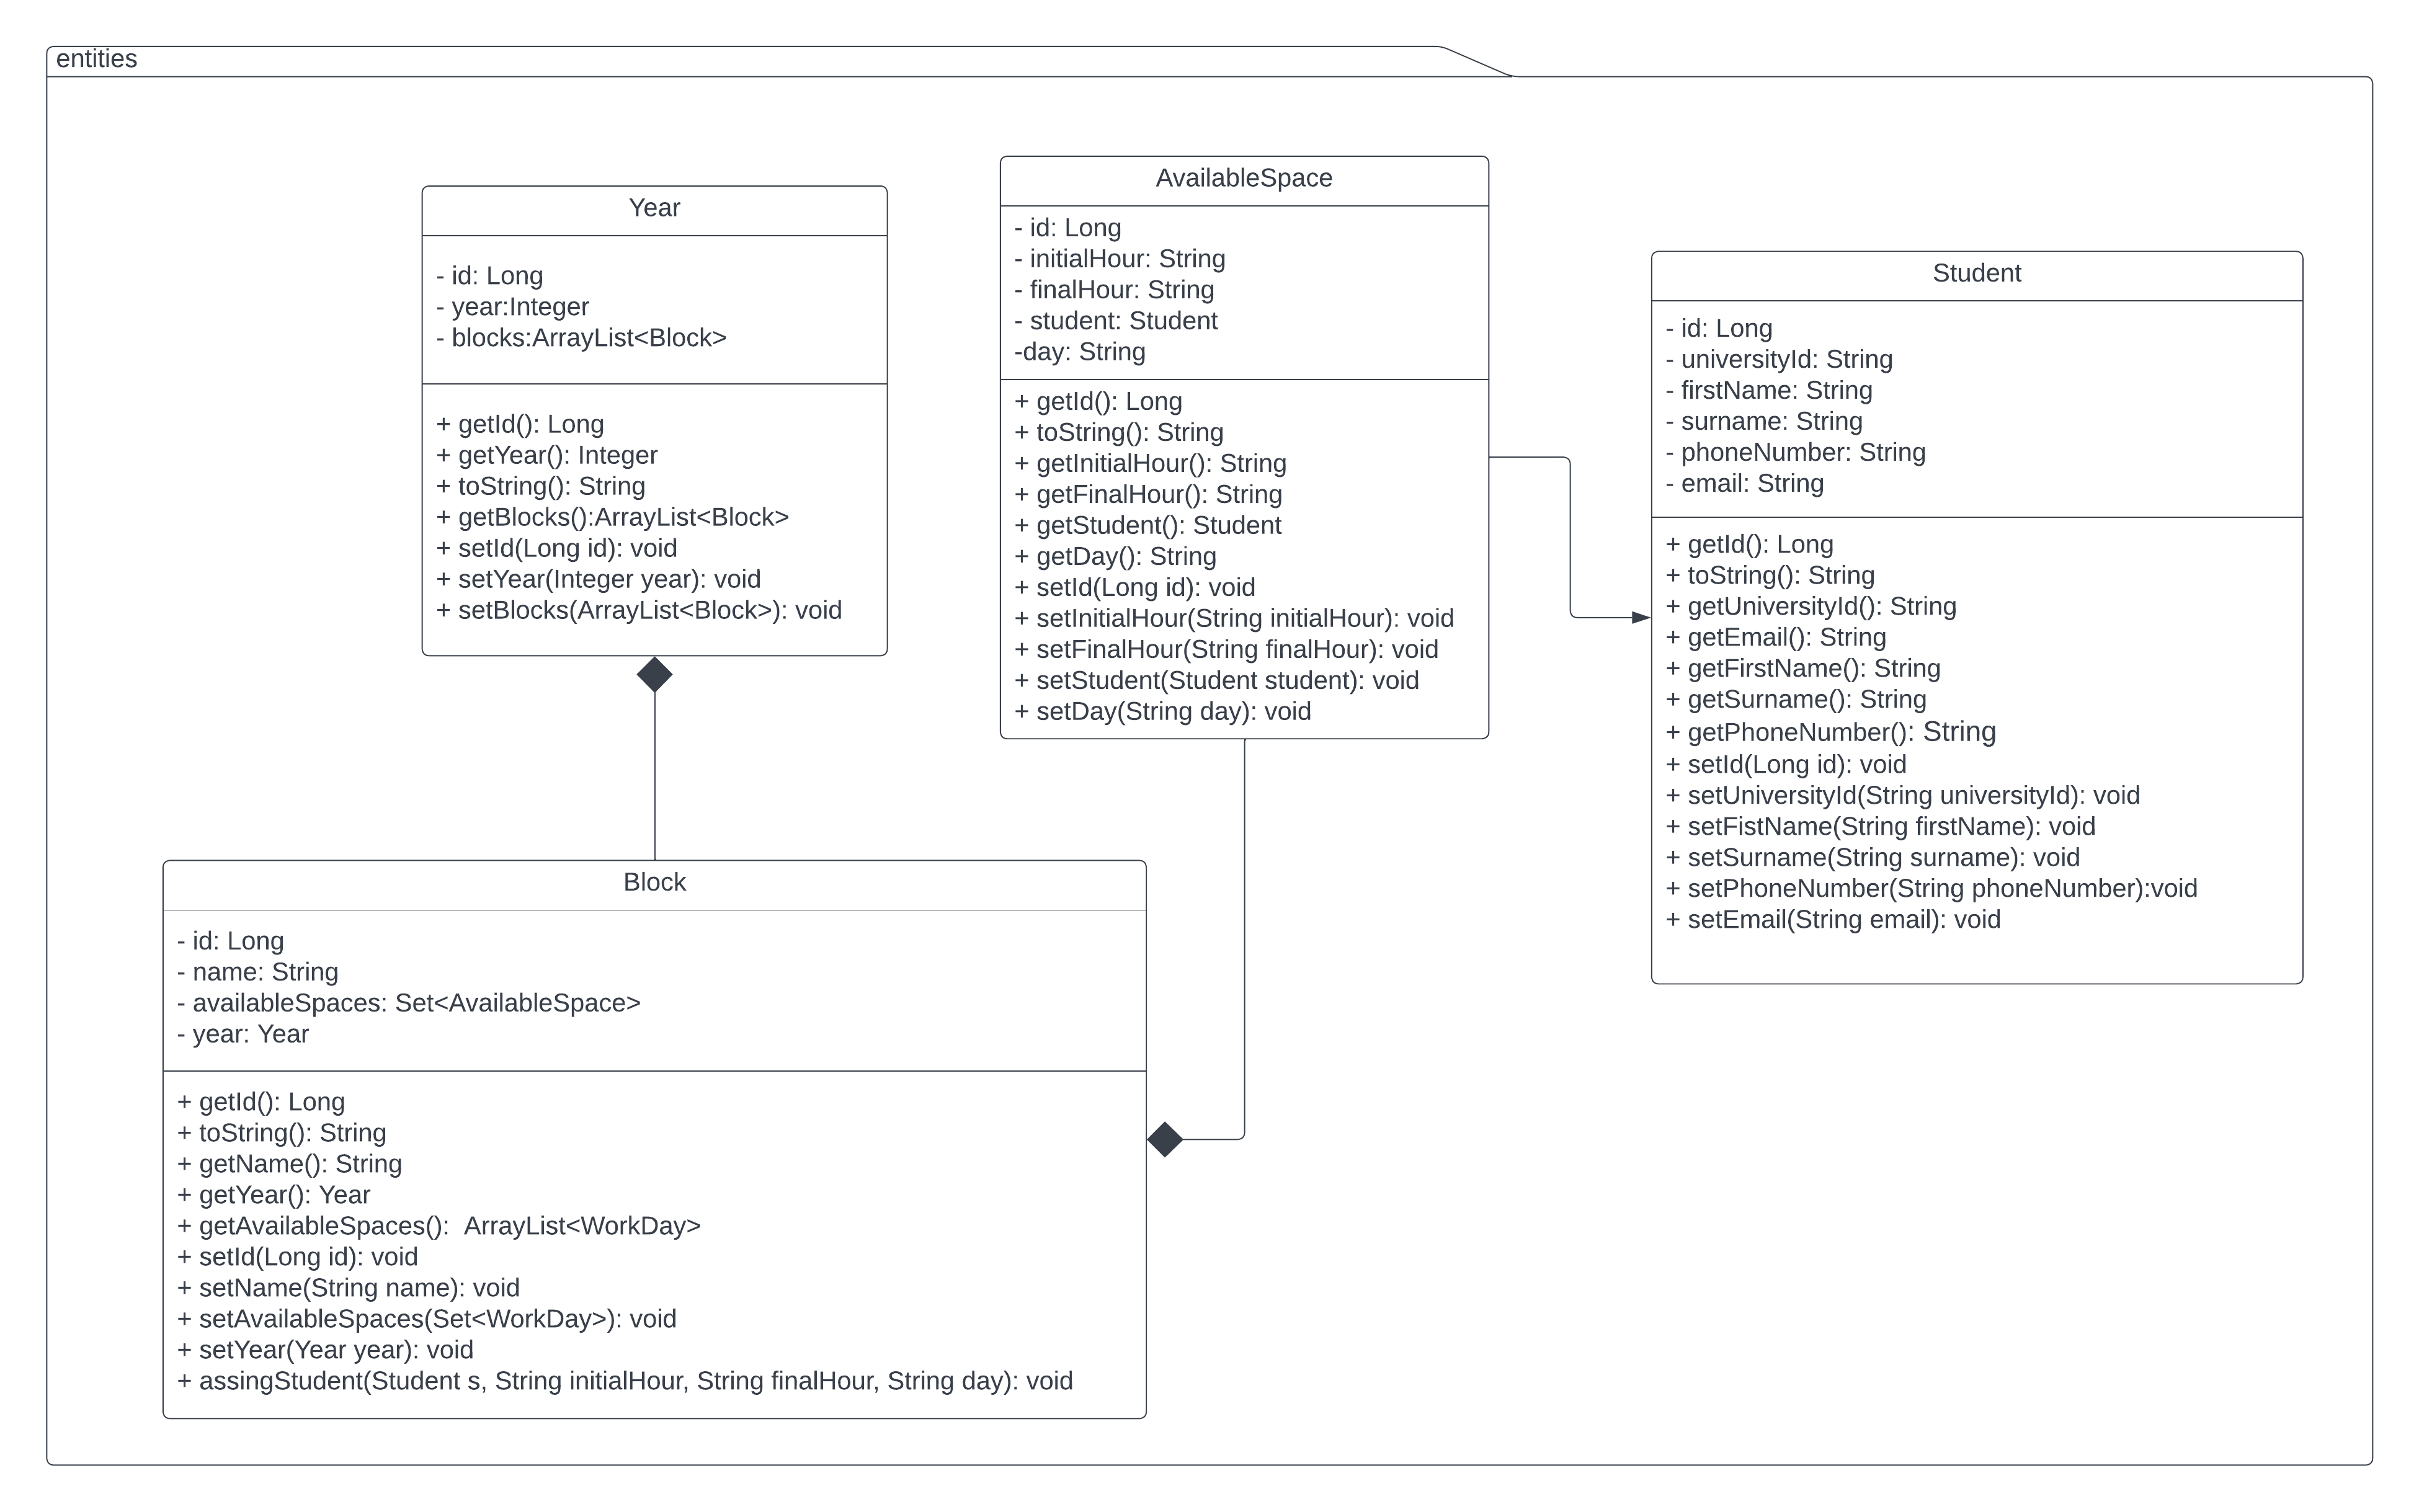 entities
Year
- id: Long
- year:Integer
- blocks:ArrayList<Block>
+ getId(): Long
+ getYear(): Integer
+ toString(): String
+ getBlocks():ArrayList<Block>
+ setId(Long id): void
+ setYear(Integer year): void
+ setBlocks(ArrayList<Block>): void
AvailableSpace
- id: Long
- initialHour: String
- finalHour: String
- student: Student
-day: String
+ getId(): Long
+ toString(): String
+ getInitialHour(): String
+ getFinalHour(): String
+ getStudent(): Student
+ getDay(): String
+ setId(Long id): void
+ setInitialHour(String initialHour): void
+ setFinalHour(String finalHour): void
+ setStudent(Student student): void
+ setDay(String day): void
Student
- id: Long
- universityId: String
- firstName: String
- surname: String
- phoneNumber: String
- email: String
+ getId(): Long
+ toString(): String
+ getUniversityId(): String
+ getEmail(): String
+ getFirstName(): String
+ getSurname(): String
+ getPhoneNumber(): String
+ setId(Long id): void
+ setUniversityId(String universityId): void
+ setFistName(String firstName): void
+ setSurname(String surname): void
+ setPhoneNumber(String phoneNumber):void
+ setEmail(String email): void
Block
- id: Long
- name: String
- availableSpaces: Set<AvailableSpace>
- year: Year
+ getId(): Long
+ toString(): String
+ getName(): String
+ getYear(): Year
+ getAvailableSpaces():  ArrayList<WorkDay>
+ setId(Long id): void
+ setName(String name): void
+ setAvailableSpaces(Set<WorkDay>): void
+ setYear(Year year): void
+ assingStudent(Student s, String initialHour, String finalHour, String day): void